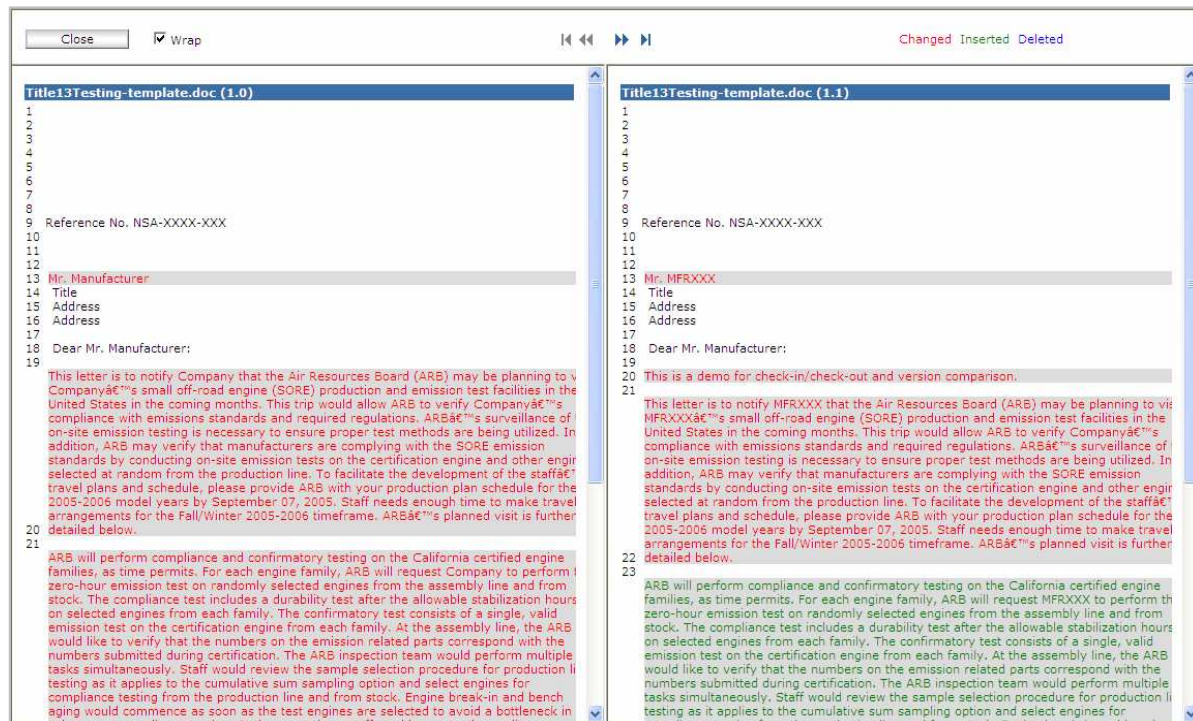 Close
Wrap
Changed Inserted Deleted
Title13Testing-template.doc (1.0)
1
2
3
4
5
6
7
8
9 Reference No. NSA-XXXX-XXX
10
11
12
13 Mr. Manufacturer
14 Title
15 Address
16 Address
17
18 Dear Mr. Manufacturer:
19
This letter is to notify Company that the Air Resources Board (ARB) may be planning to v
Companyâ€™s small off-road engine (SORE) production and emission test facilities in the
United States in the coming months. This trip would allow ARB to verify Companyâ€™s
compliance with emissions standards and required regulations. ARBâ€™s surveillance of
on-site emission testing is necessary to ensure proper test methods are being utilized. In
addition, ARB may verify that manufacturers are complying with the SORE emission
standards by conducting on-site emission tests on the certification engine and other engin
selected at random from the production line. To facilitate the development of the staffâ€™
travel plans and schedule, please provide ARB with your production plan schedule for the
2005-2006 model years by September 07, 2005. Staff needs enough time to make travel
arrangements for the Fall/Winter 2005-2006 timeframe. ARBâ€™s planned visit is further
20 detailed below.
21
ARB will perform compliance and confirmatory testing on the California certified engine
families, as time permits. For each engine family, ARB will request Company to perform t
zero-hour emission test on randomly selected engines from the assembly line and from
stock. The compliance test includes a durability test after the allowable stabilization hours
on selected engines from each family. The confirmatory test consists of a single, valid
emission test on the certification engine from each family. At the assembly line, the ARB
would like to verify that the numbers on the emission related parts correspond with the
numbers submitted during certification. The ARB inspection team would perform multiple
tasks simultaneously. Staff would review the sample selection procedure for production li
testing as it applies to the cumulative sum sampling option and select engines for
compliance testing from the production line and from stock. Engine break-in and bench
aging would commence as soon as the test engines are selected to avoid a bottleneck in
Title13Testing-template.doc (1.1)
1
2
3
4
5
6
7
8
9 Reference No. NSA-XXXX-XXX
10
11
12
13 Mr. MFRXXX
14 Title
15 Address
16 Address
17
18 Dear Mr. Manufacturer:
19
20 This is a demo for check-in/check-out and version comparison.
21
This letter is to notify MFRXXX that the Air Resources Board (ARB) may be planning to vis
MFRXXXâ€™s small off-road engine (SORE) production and emission test facilities in the
United States in the coming months. This trip would allow ARB to verify Companyâ€™s
compliance with emissions standards and required regulations. ARBâ€™s surveillance of
on-site emission testing is necessary to ensure proper test methods are being utilized. In
addition, ARB may verify that manufacturers are complying with the SORE emission
standards by conducting on-site emission tests on the certification engine and other engin
selected at random from the production line. To facilitate the development of the staffâ€™
travel plans and schedule, please provide ARB with your production plan schedule for the
2005-2006 model years by September 07, 2005. Staff needs enough time to make travel
arrangements for the Fall/Winter 2005-2006 timeframe. ARBâ€™s planned visit is further
22 detailed below.
23
ARB will perform compliance and confirmatory testing on the California certified engine
families, as time permits. For each engine family, ARB will request MFRXXX to perform th
zero-hour emission test on randomly selected engines from the assembly line and from
stock. The compliance test includes a durability test after the allowable stabilization hours
on selected engines from each family. The confirmatory test consists of a single, valid
emission test on the certification engine from each family. At the assembly line, the ARB
would like to verify that the numbers on the emission related parts correspond with the
numbers submitted during certification. The ARB inspection team would perform multiple
tasks simultaneously. Staff would review the sample selection procedure for production li
testing as it applies to the cumulative sum sampling option and select engines for